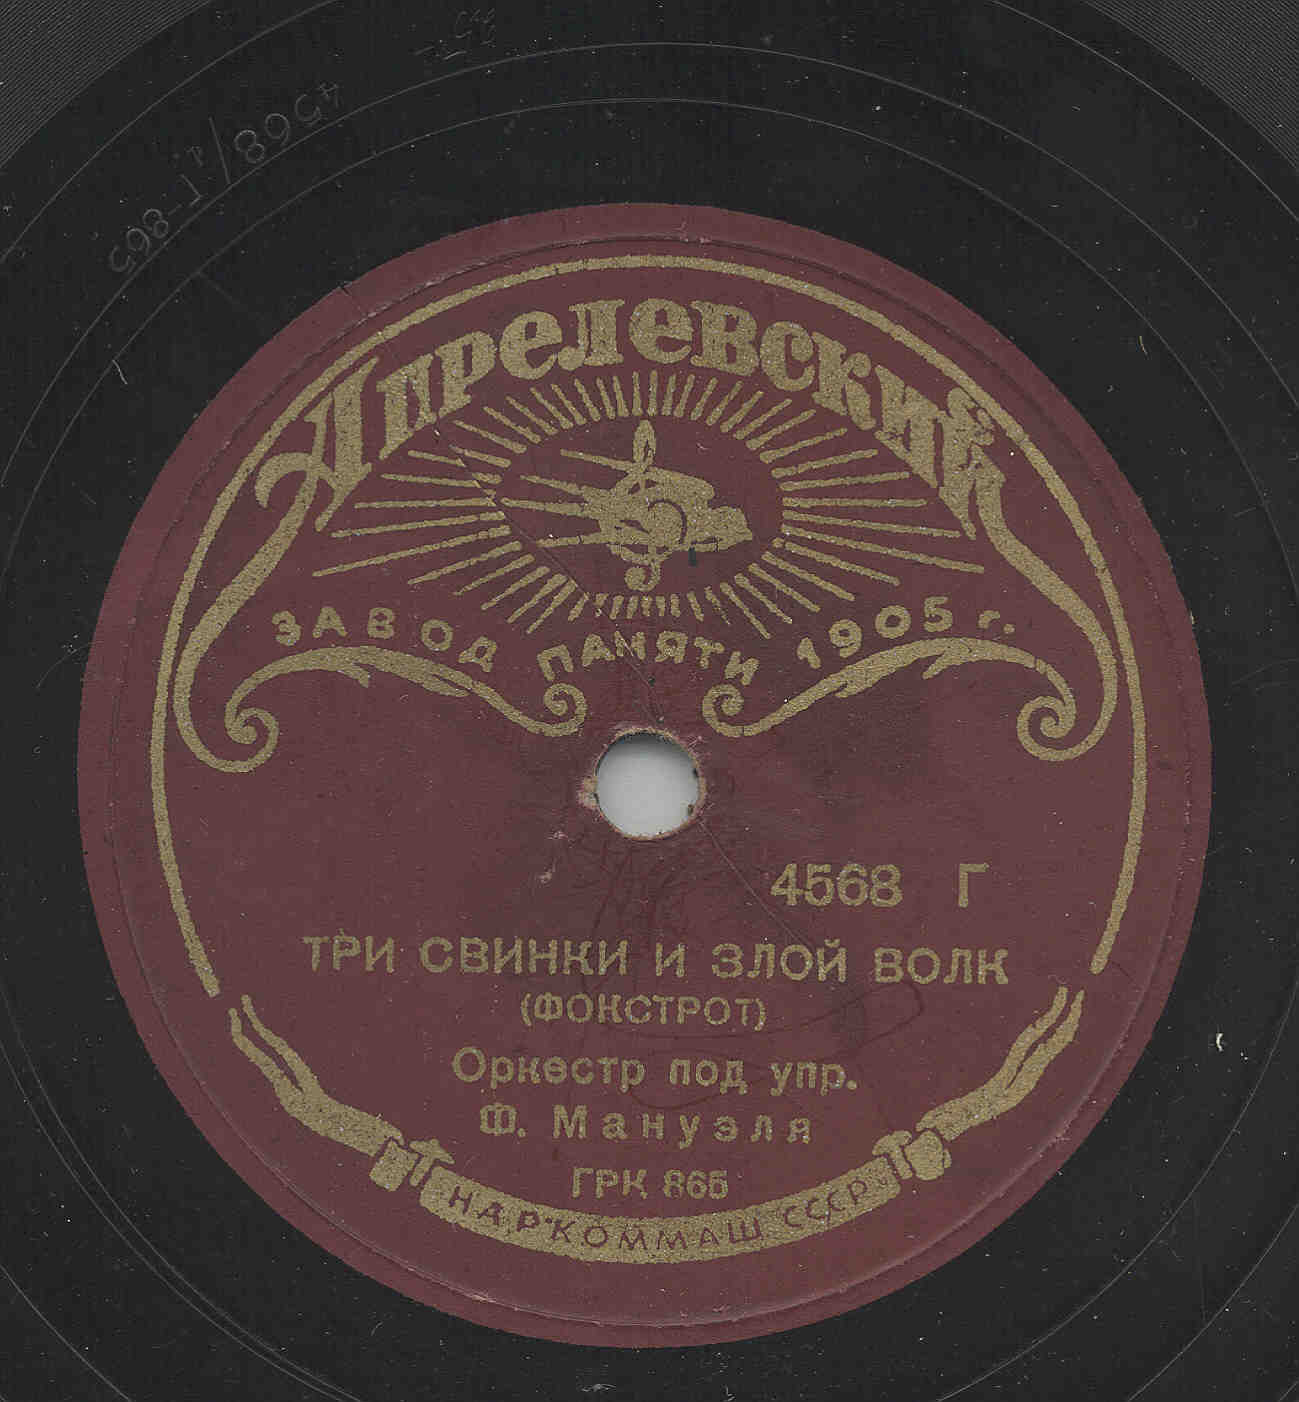 4568/1 Г-865
Апрелевский
ЗАВОД ПАМЯТИ 1905 г.
4568 Г
ТРИ СВИНКИ И ЗЛОЙ ВОЛК
(ФОКСТРОТ)
Оркестр под упр.
Ф. Мануэля
ГРК 865
НАРКОММАШ СССР